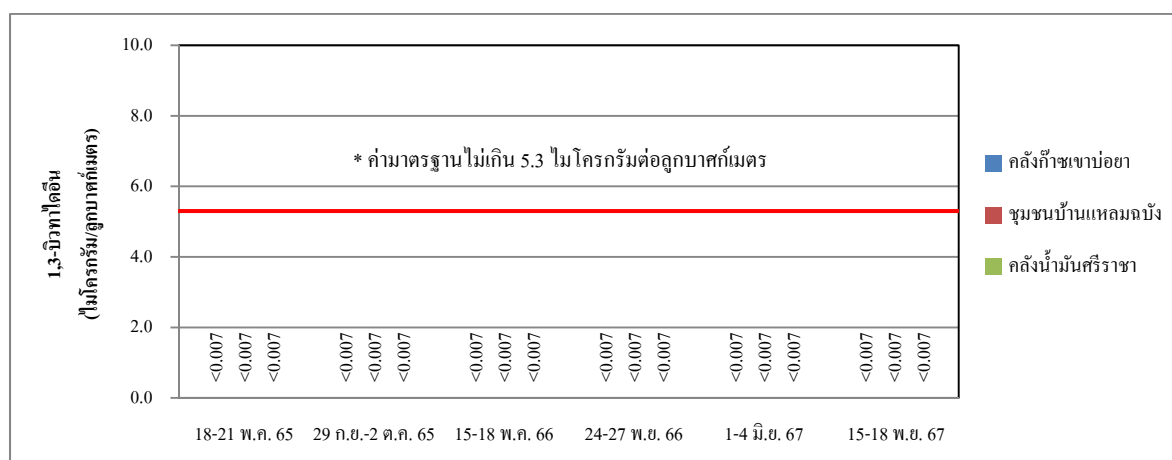 1,3-บิวทาไดอีน
(ไมโครกรัม/ลูกบาศก์เมตร)
10.0
8.0
6.0
4.0
2.0
0.0
* ค่ามาตรฐานไม่เกิน 5.3 ไมโครกรัมต่อลูกบาศก์เมตร
<0.007 <0.007 <0.007 <0.007 <0.007 <0.007 <0.007 <0.007 <0.007 <0.007 <0.007 <0.007 <0.007 <0.007 <0.007 <0.007 <0.007 <0.007
18-21 พ.ค. 65 29 ก.ย.-2 ต.ค. 65 15-18 พ.ค. 66 24-27 พ.ย. 66 1-4 มิ.ย. 67 15-18 พ.ย. 67
คลังก๊าซเขาบ่อยา
ชุมชนบ้านแหลมฉบัง
คลังน้ำมันศรีราชา